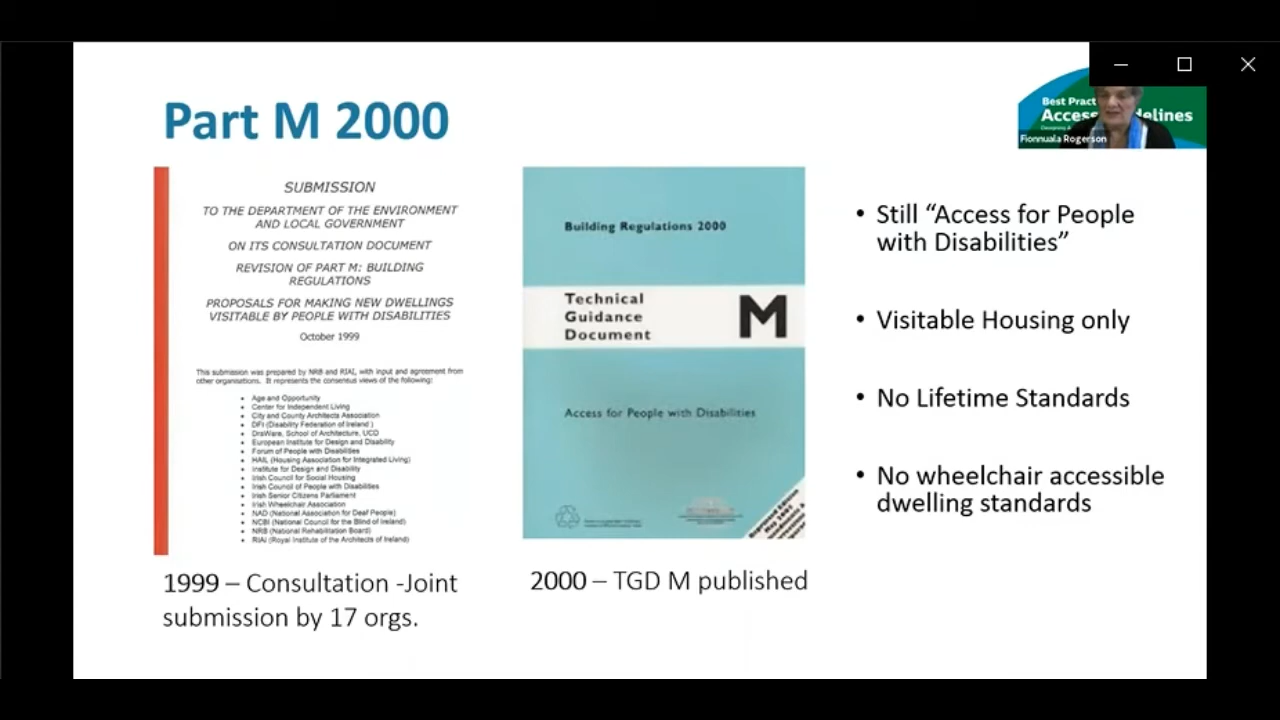 Part M 2000
Best Pract
Access
delines
Fionnuala Rogerson
SUBMISSION
TO THE DEPARTMENT OF THE ENVIRONMENT
AND LOCAL GOVERNMENT
ON ITS CONSULTATION DOCUMENT
REVISION OF PART M: BUILDING
REGULATIONS
PROPOSALS FOR MAKING NEW DWELLINGS
VISITABLE BY PEOPLE WITH DISABILITIES
October 1999
This submission was prepared by NRB and RIAI, with input and agreement from
other organisations. It represents the consensus views of the following:
• Age and Opportunity
• Center for Independent Living
• City and County Architects Association
• DFI (Disability Federation of Ireland )
• DraWare, School of Architecture, UCD
• European Institute for Design and Disability
• Forum of People with Disabilities
• HAIL (Housing Association for Integrated Living)
• Institute for Design and Disability
• Irish Council for Social Housing
• Irish Council of People with Disabilities
• Irish Senior Citizens Parliament
• Irish Wheelchair Association
• NAD (National Association for Deaf People)
• NCBI (National Council for the Blind of Ireland)
• NRB (National Rehabilitation Board)
• RIAI (Royal Institute of the Architects of Ireland)
1999 – Consultation -Joint
submission by 17 orgs.
Building Regulations 2000
Technical
Guidance
Document
M
Access for People with Disabilities
2000 – TGD M published
• Still “Access for People
with Disabilities”
• Visitable Housing only
• No Lifetime Standards
• No wheelchair accessible
dwelling standards